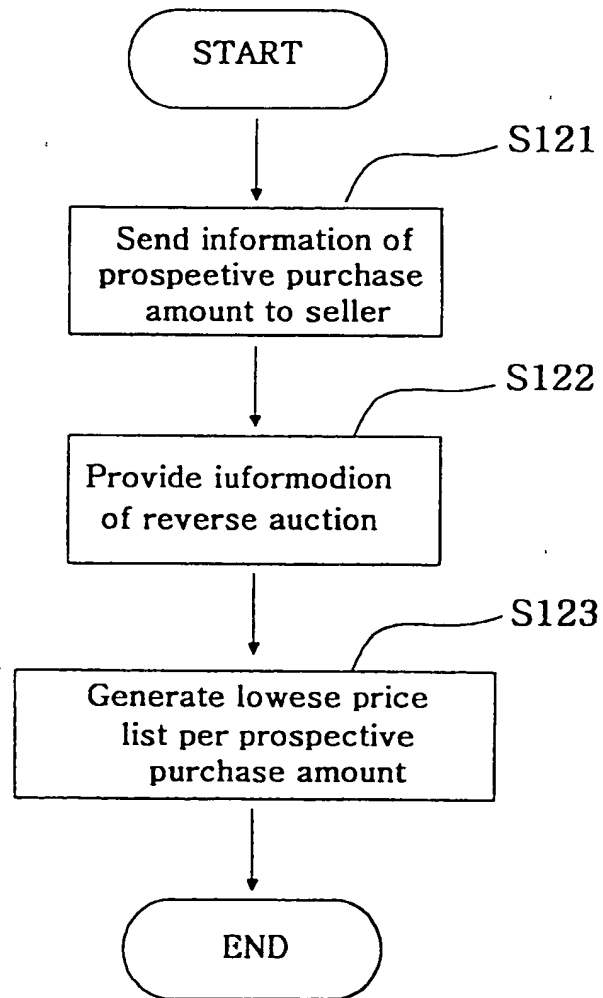 START
S121
Send information of
prospeetive purchase
amount to seller
S122
Provide iuformodion
of reverse auction
S123
Generate lowese price
list per prospective
purchase amount
END